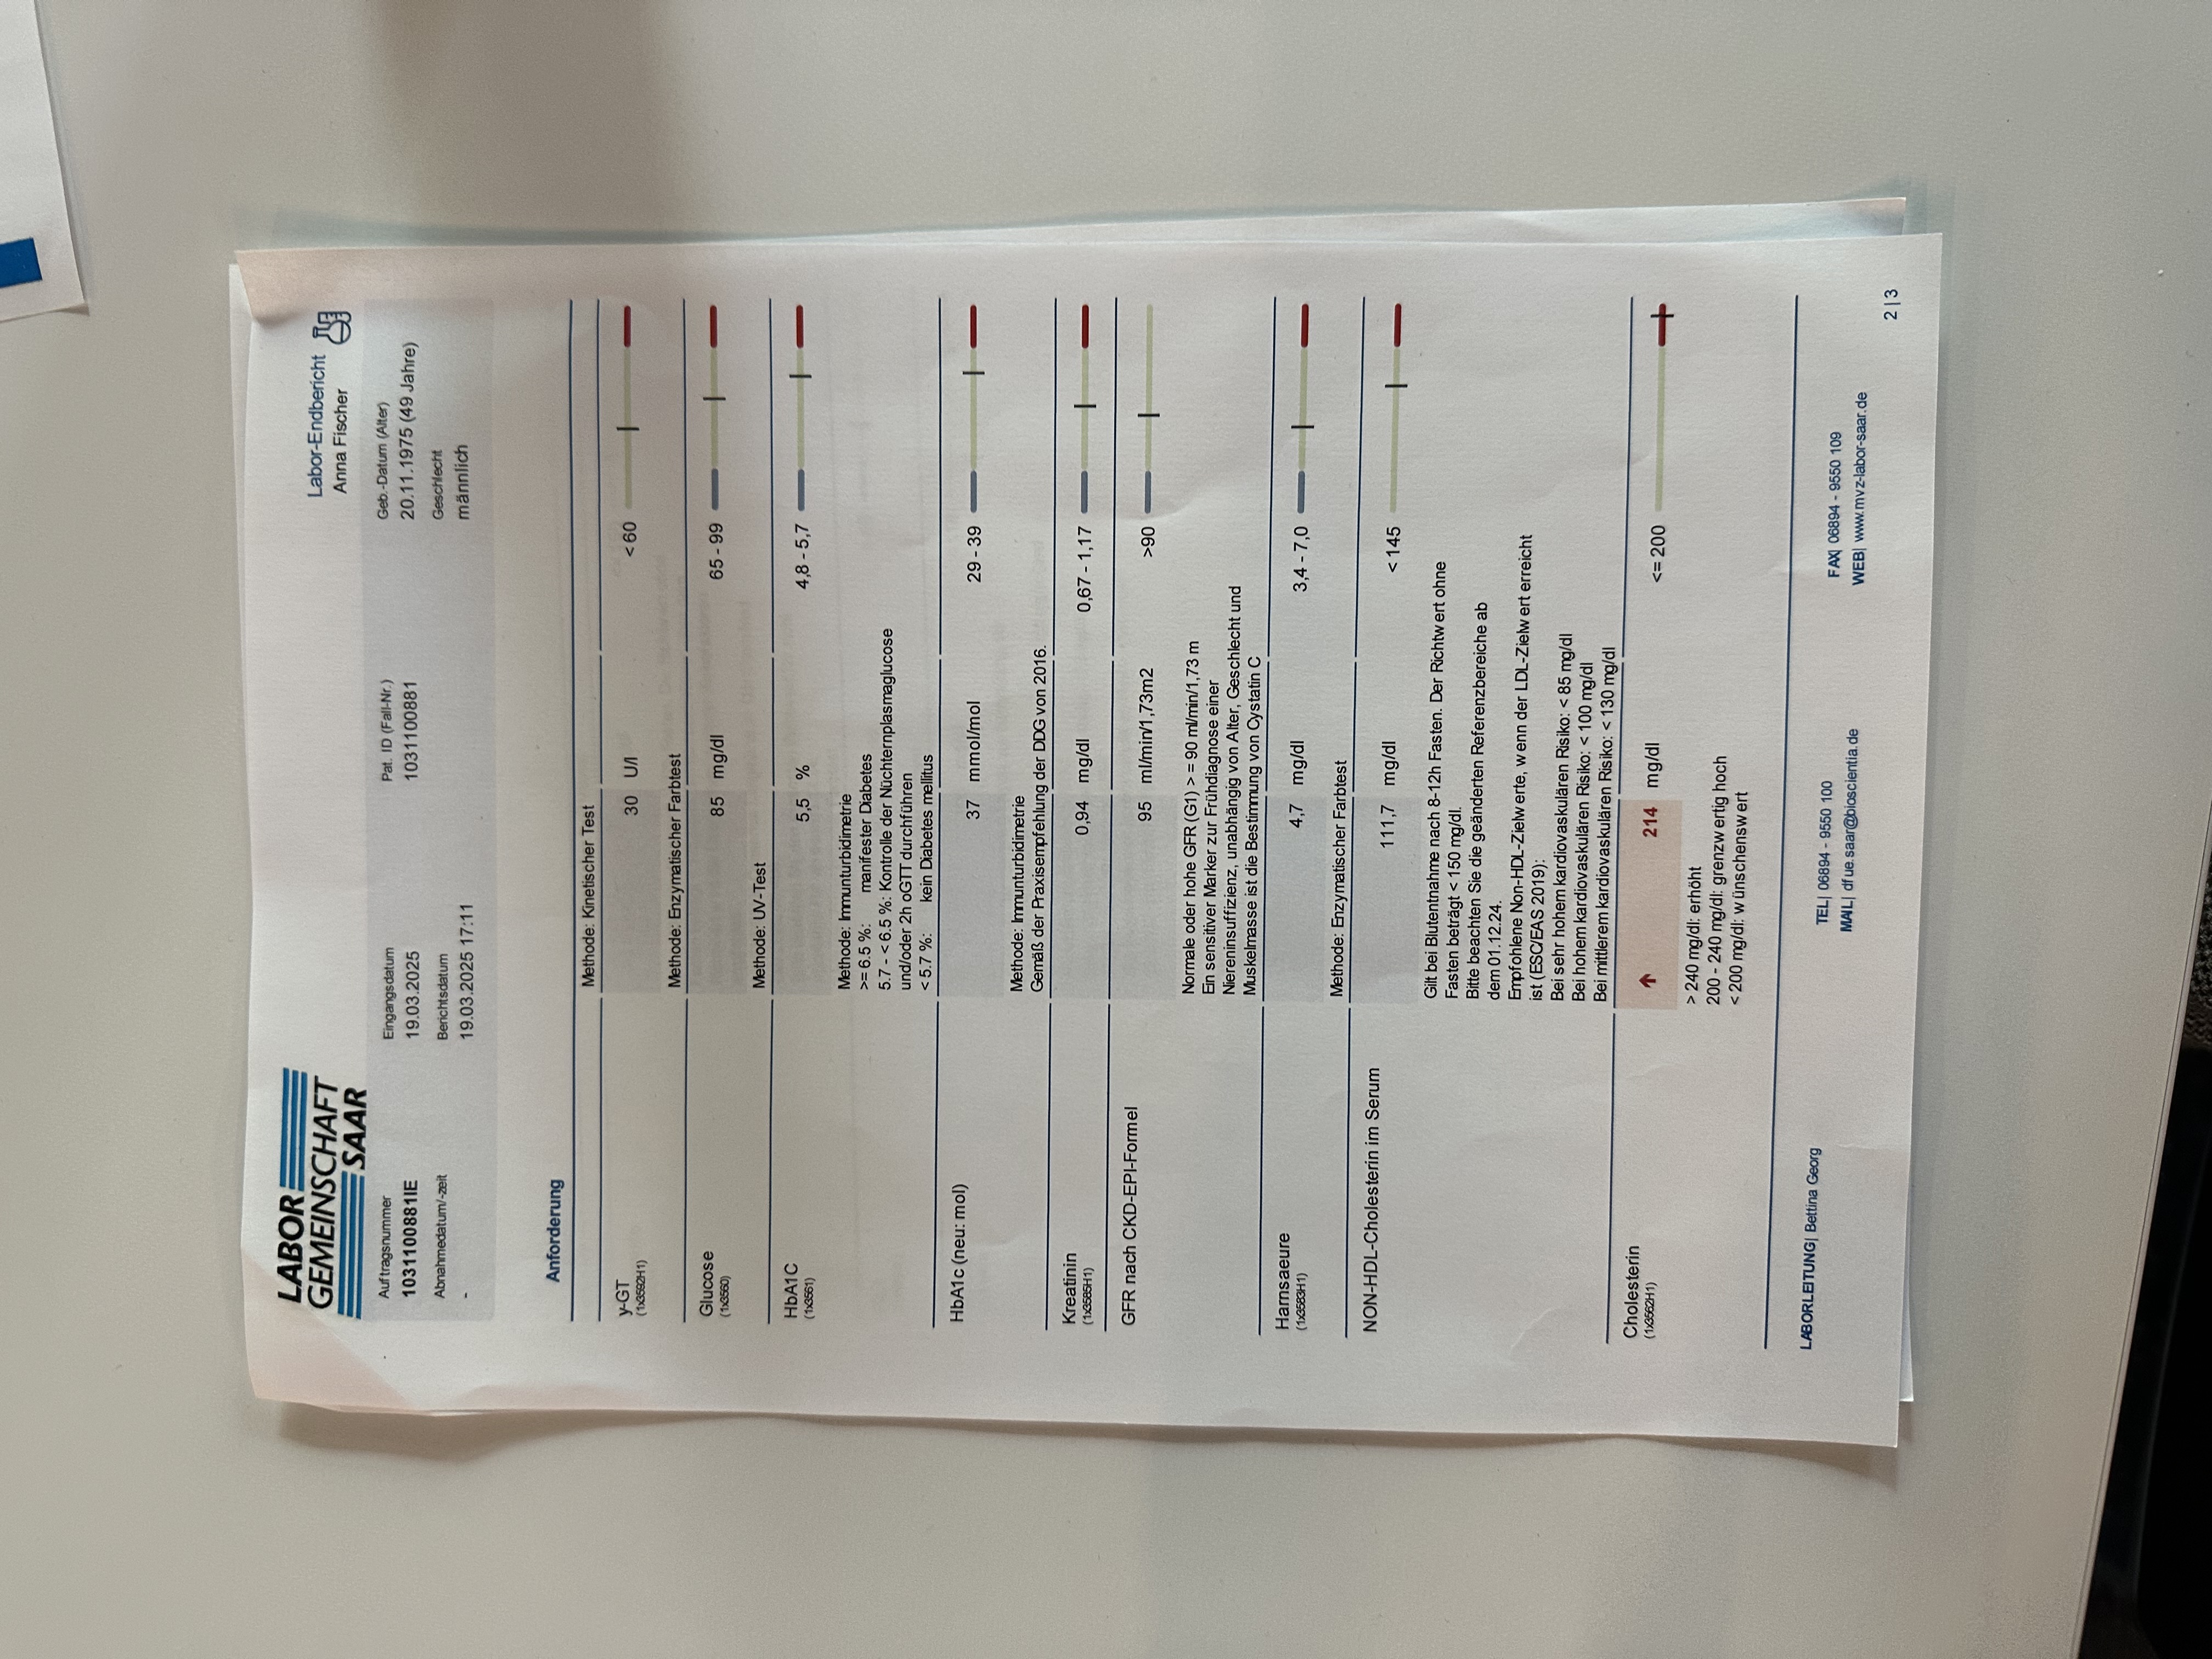 LABOR
GEMEINSCHAFT
SAAR
Labor-Endbericht
Anna Fischer
Auftragsnummer
1031100881IE
Eingangsdatum
19.03.2025
Pat. ID (Fall-Nr.)
1031100881
Geb.-Datum (Alter)
20.11.1975 (49 Jahre)
Abnahmedatum/-zeit
-
Berichtsdatum
19.03.2025 17:11
Geschlecht
männlich
Anforderung
Methode: Kinetischer Test
y-GT 30 U/l <60
(1x3592H1)
Methode: Enzymatischer Farbtest
Glucose 85 mg/dl 65 - 99
(1x3560)
Methode: UV-Test
HbA1C 5,5 % 4,8 - 5,7
(1x3561)
Methode: Immunturbidimetrie
>= 6.5 %: manifester Diabetes
5.7 - < 6.5 %: Kontrolle der Nüchternplasmaglucose
und/oder 2h oGTT durchführen
< 5.7 %: kein Diabetes mellitus
HbA1c (neu: mol) 37 mmol/mol 29 - 39
Methode: Immunturbidimetrie
Gemäß der Praxisempfehlung der DDG von 2016.
Kreatinin 0,94 mg/dl 0,67 - 1,17
(1x3585H1)
GFR nach CKD-EPI-Formel 95 ml/min/1,73m2 >90
Normale oder hohe GFR (G1) > = 90 ml/min/1,73 m
Ein sensitiver Marker zur Frühdiagnose einer
Niereninsuffizienz, unabhängig von Alter, Geschlecht und
Muskelmasse ist die Bestimmung von Cystatin C
Harnsaeure 4,7 mg/dl 3,4 - 7,0
(1x3583H1)
Methode: Enzymatischer Farbtest
NON-HDL-Cholesterin im Serum 111,7 mg/dl < 145
Gilt bei Blutentnahme nach 8-12h Fasten. Der Richtwert ohne
Fasten beträgt < 150 mg/dl.
Bitte beachten Sie die geänderten Referenzbereiche ab
dem 01.12.24.
Empfohlene Non-HDL-Zielwerte, wenn der LDL-Zielwert erreicht
ist (ESC/EAS 2019):
Bei sehr hohem kardiovaskulären Risiko: < 85 mg/dl
Bei hohem kardiovaskulären Risiko: < 100 mg/dl
Bei mittlerem kardiovaskulären Risiko: < 130 mg/dl
Cholesterin ↑ 214 mg/dl <= 200
(1x3562H1)
> 240 mg/dl: erhöht
200 - 240 mg/dl: grenzwertig hoch
< 200 mg/dl: wünschenswert
LABORLEITUNG| Bettina Georg
TEL| 06894 - 9550 100
MAIL| dfue.saar@bioscientia.de
FAX| 06894 - 9550 109
WEB| www.mvz-labor-saar.de
2 | 3